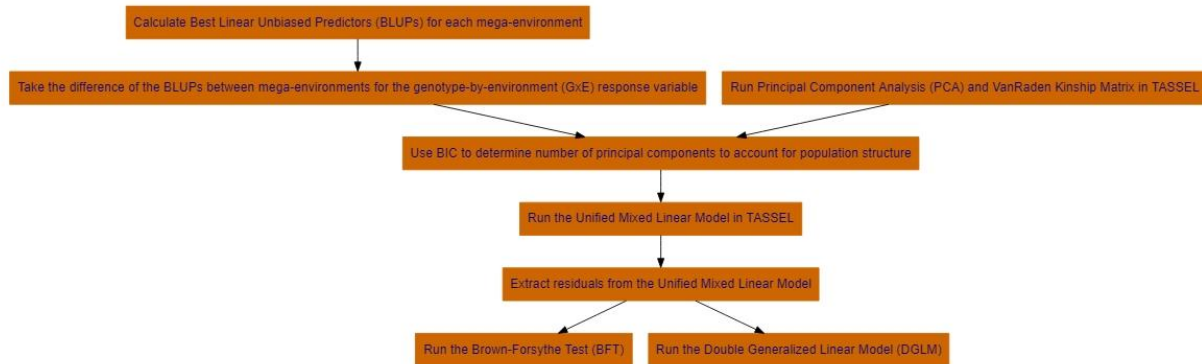 Calculate Best Linear Unbiased Predictors (BLUPs) for each mega-environment
Take the difference of the BLUPs between mega-environments for the genotype-by-environment (GxE) response variable
Run Principal Component Analysis (PCA) and VanRaden Kinship Matrix in TASSEL
Use BIC to determine number of principal components to account for population structure
Run the Unified Mixed Linear Model in TASSEL
Extract residuals from the Unified Mixed Linear Model
Run the Brown-Forsythe Test (BFT)
Run the Double Generalized Linear Model (DGLM)